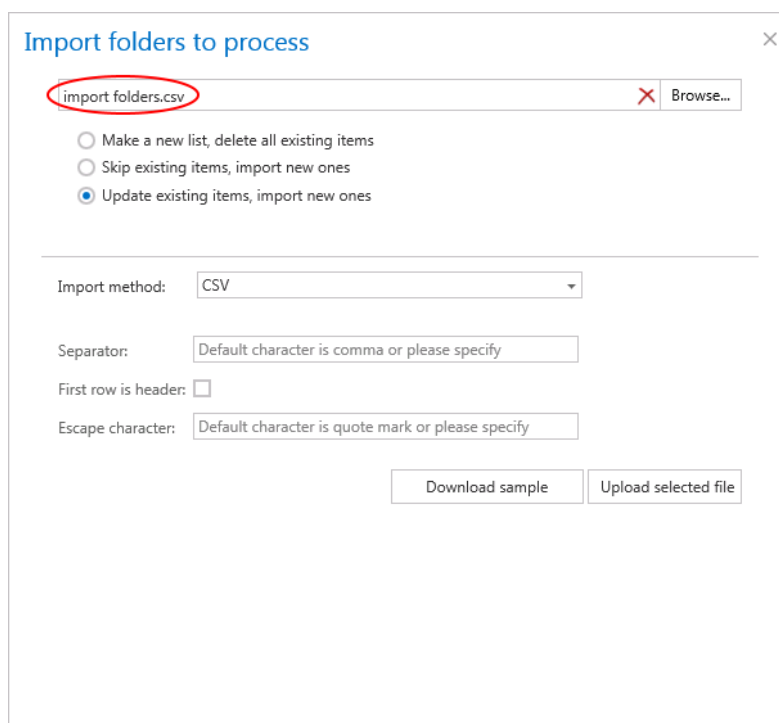 Import folders to process
import folders.csv
Browse...
Make a new list, delete all existing items
Skip existing items, import new ones
Update existing items, import new ones
Import method: CSV
Separator: Default character is comma or please specify
First row is header:
Escape character: Default character is quote mark or please specify
Download sample Upload selected file